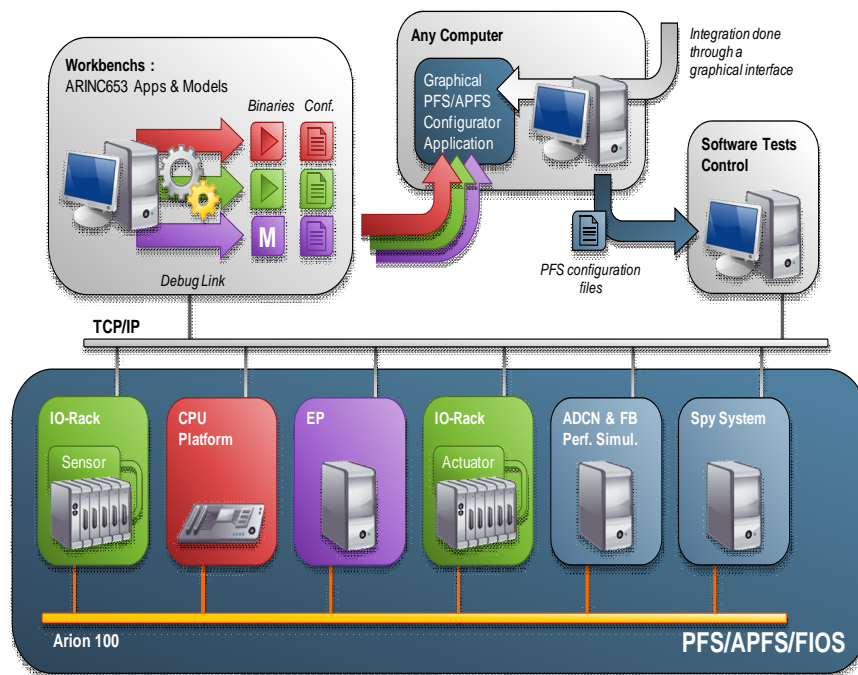 Workbenchs :
ARINC653 Apps & Models
Binaries
Conf.
M
Debug Link
Any Computer
Graphical
PFS/APFS
Configurator
Application
Integration done
through a
graphical interface
PFS configuration
files
Software Tests
Control
TCP/IP
IO-Rack
Sensor
CPU
Platform
EP
IO-Rack
Actuator
ADCN & FB
Perf. Simul.
Spy System
Arion 100
PFS/APFS/FIOS